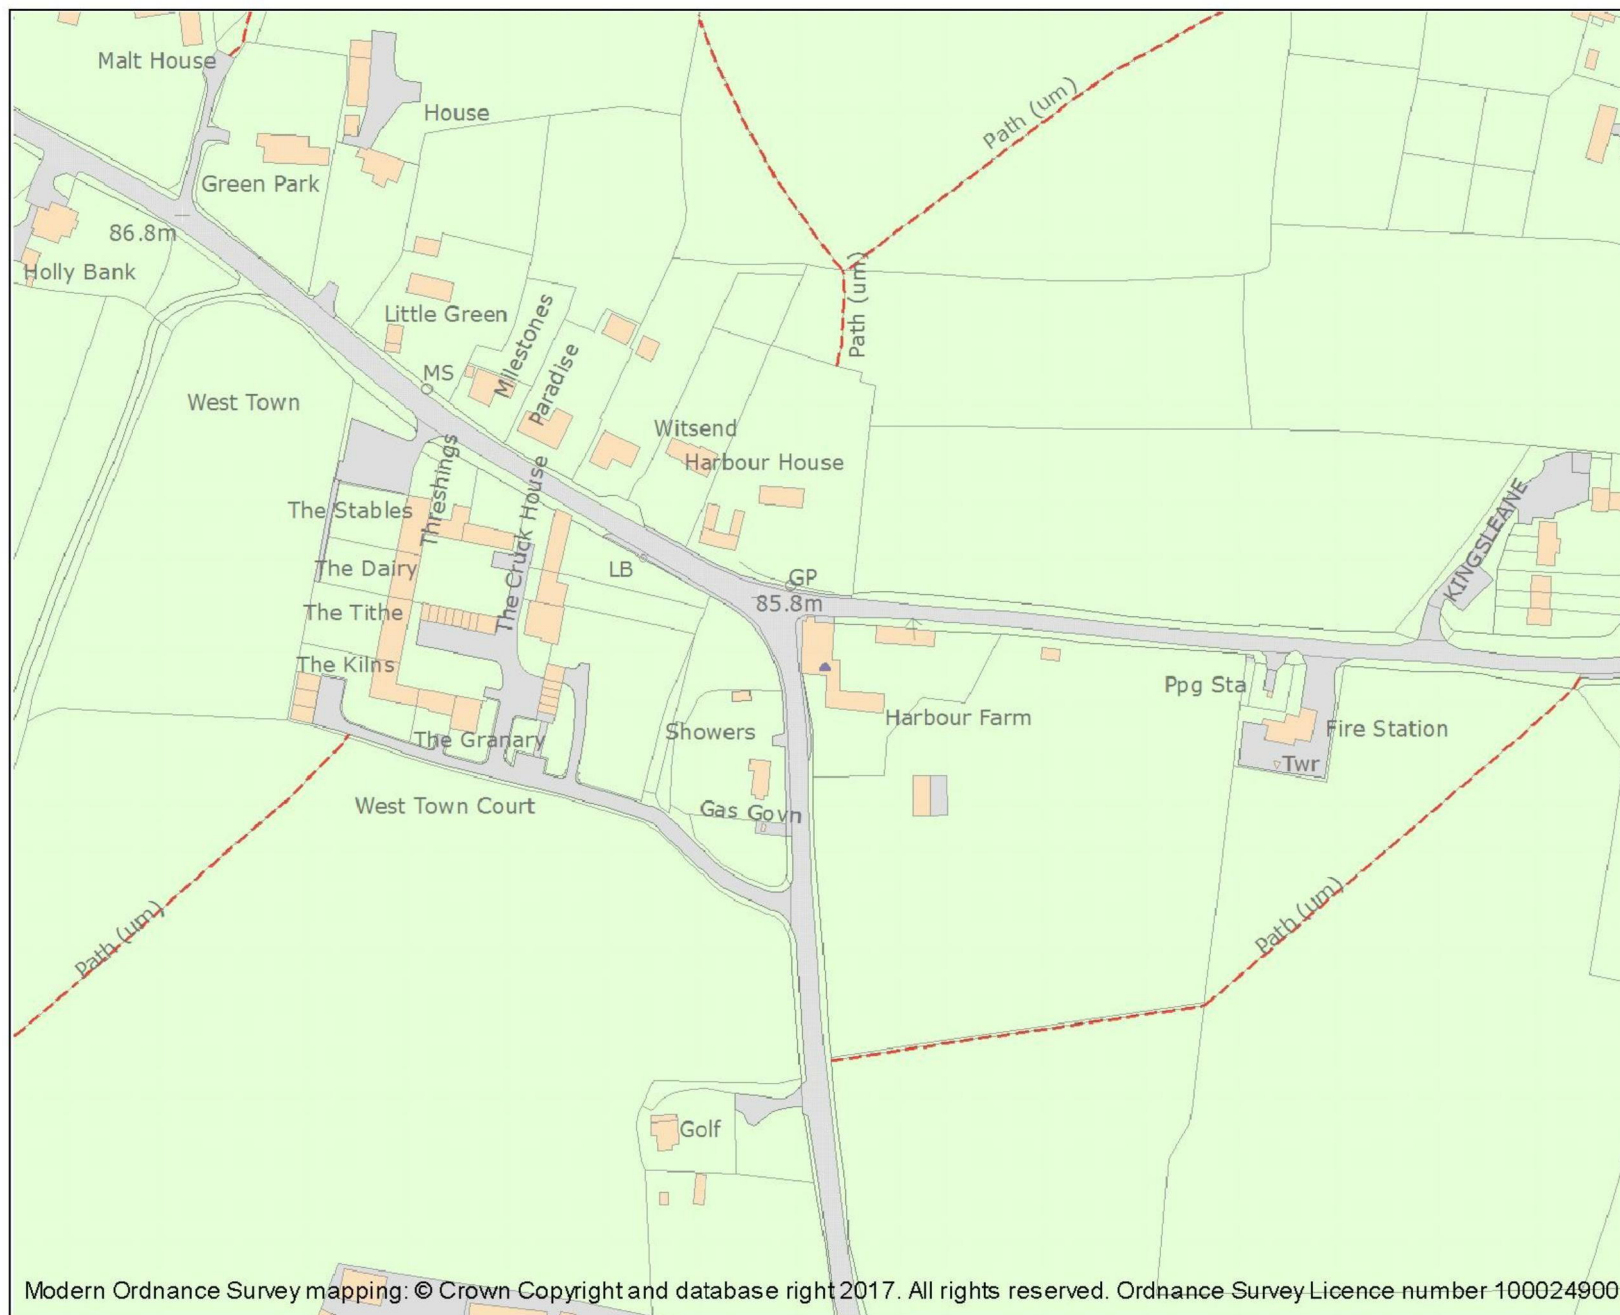 Malt House
House
Path (um)
Green Park
86.8m
Holly Bank
Path (um)
Little Green
Milestones
MS
Paradise
West Town
Witsend
Harbour House
Threshings
The Cruck House
KINGSLEANE
The Stables
The Dairy
LB
GP
85.8m
The Tithe
The Kilns
Ppg Sta
Harbour Farm
Showers
Fire Station
The Granary
Twr
West Town Court
Gas Govn
Path (um)
Path (um)
Golf
Modern Ordnance Survey mapping: © Crown Copyright and database right 2017. All rights reserved. Ordnance Survey Licence number 100024900